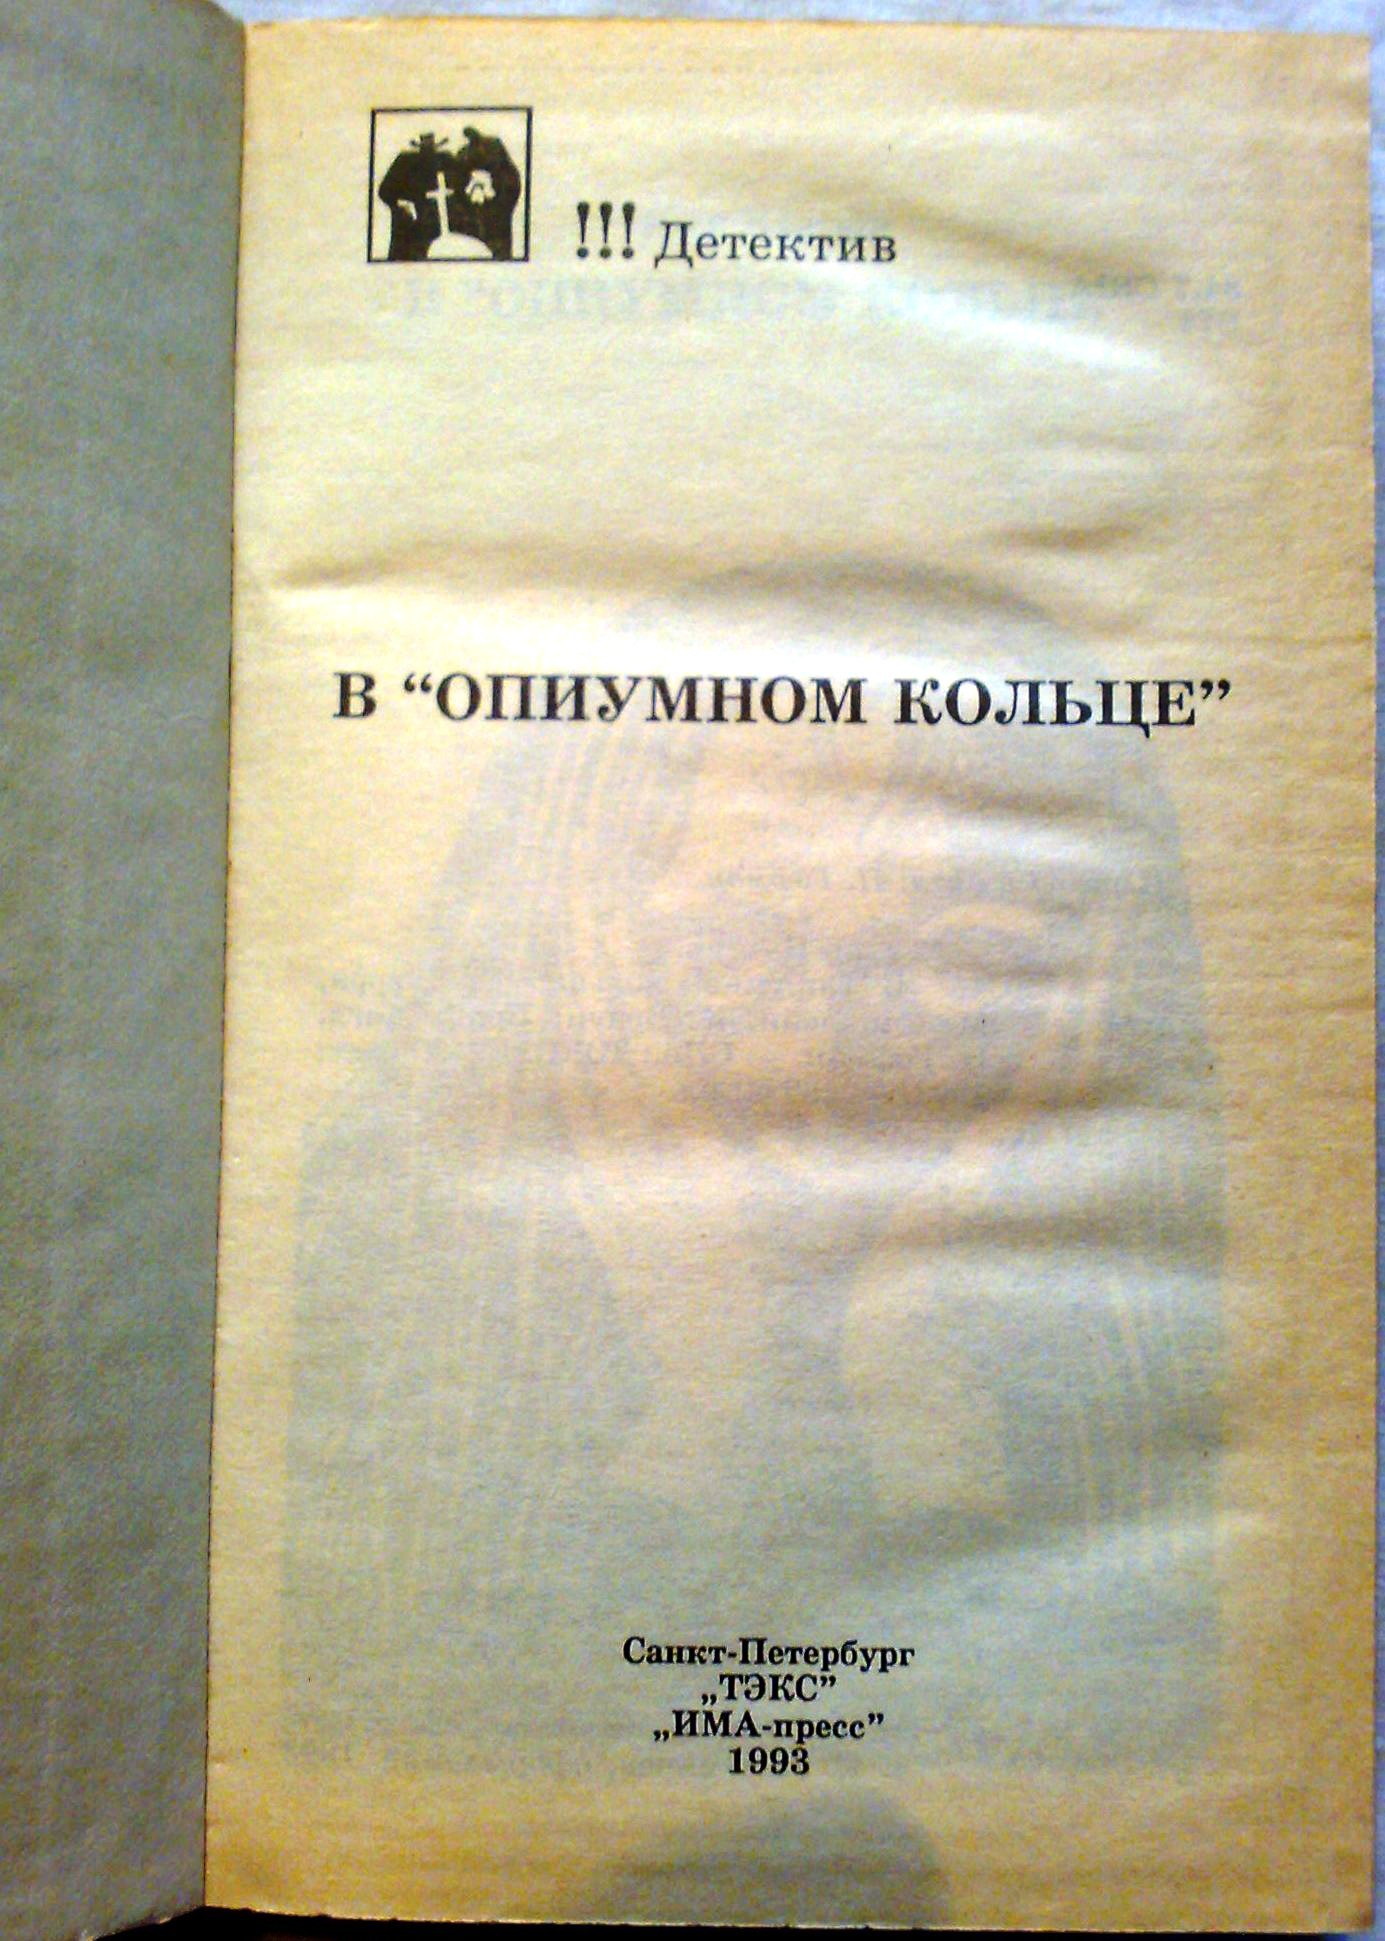 !!! Детектив
В “ОПИУМНОМ КОЛЬЦЕ”
Санкт-Петербург
„ТЭКС”
„ИМА-пресс”
1993